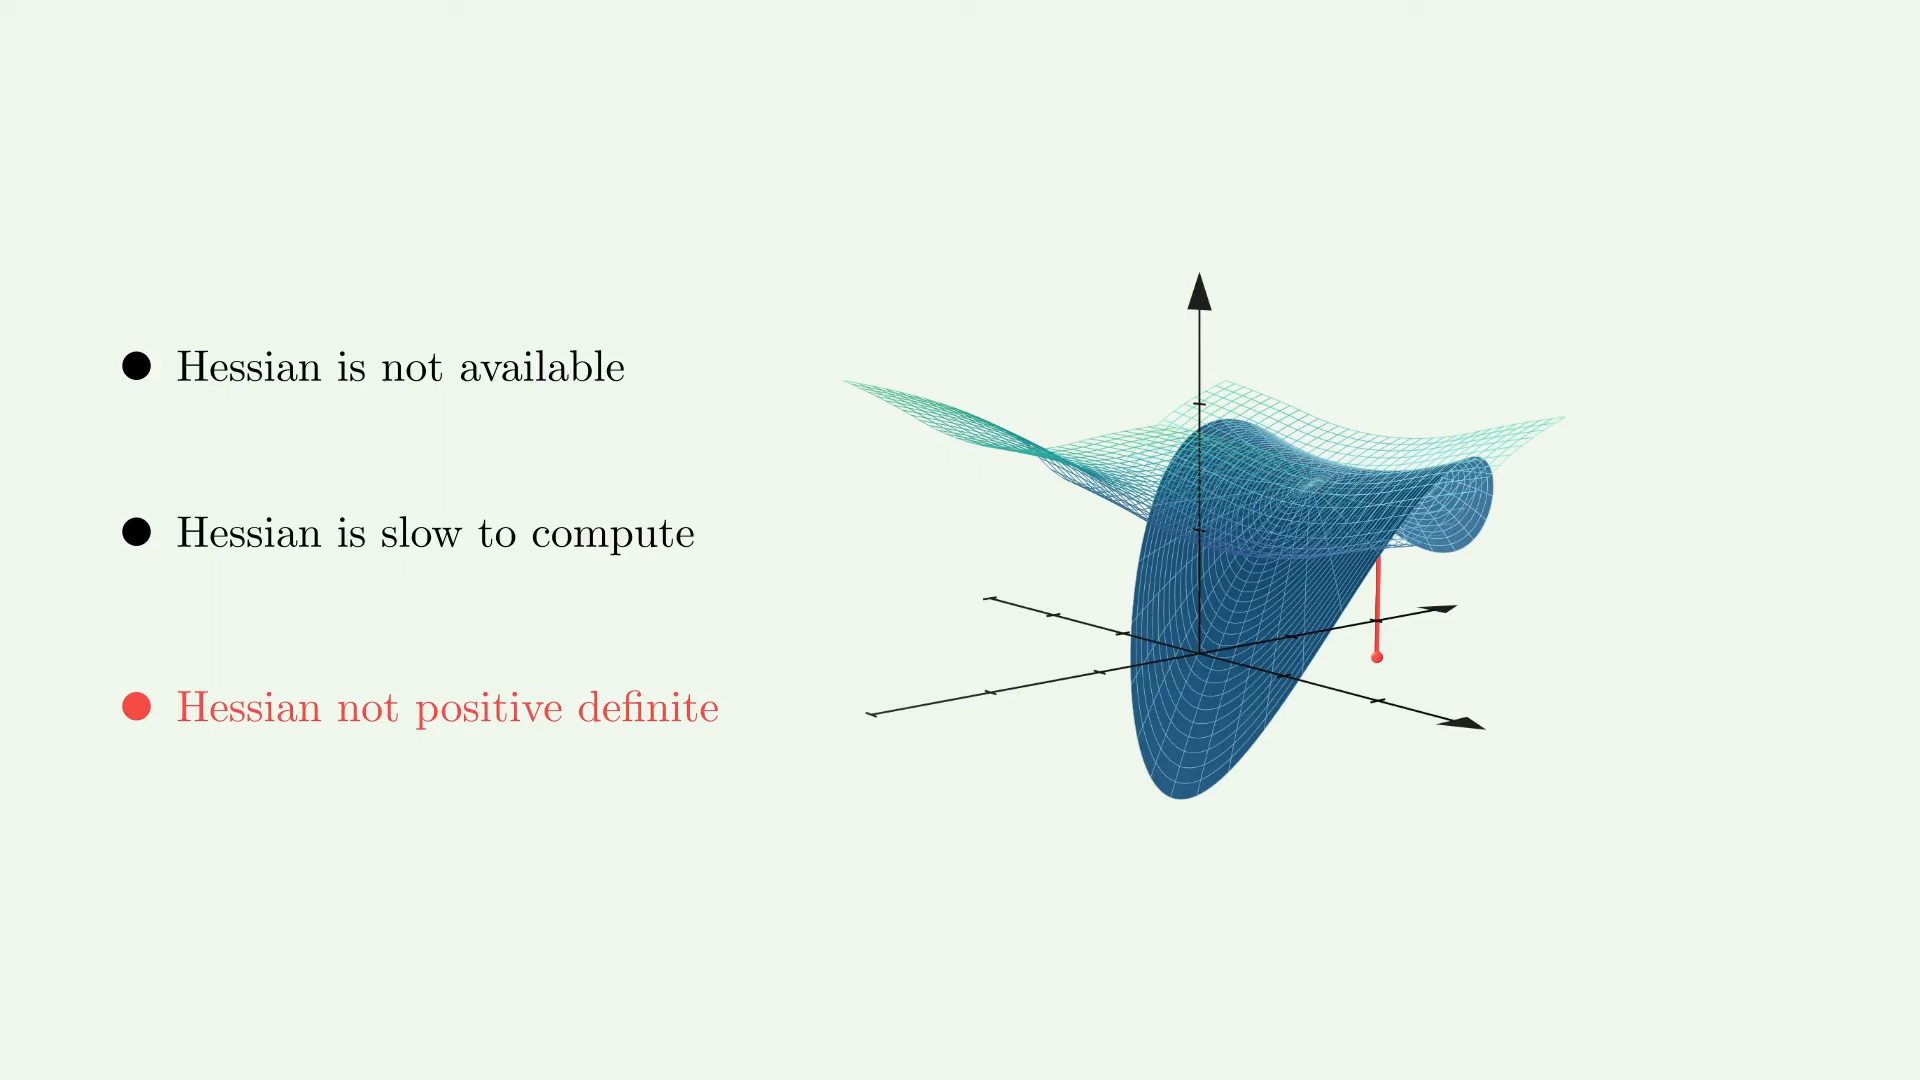 Hessian is not available
Hessian is slow to compute
Hessian not positive definite